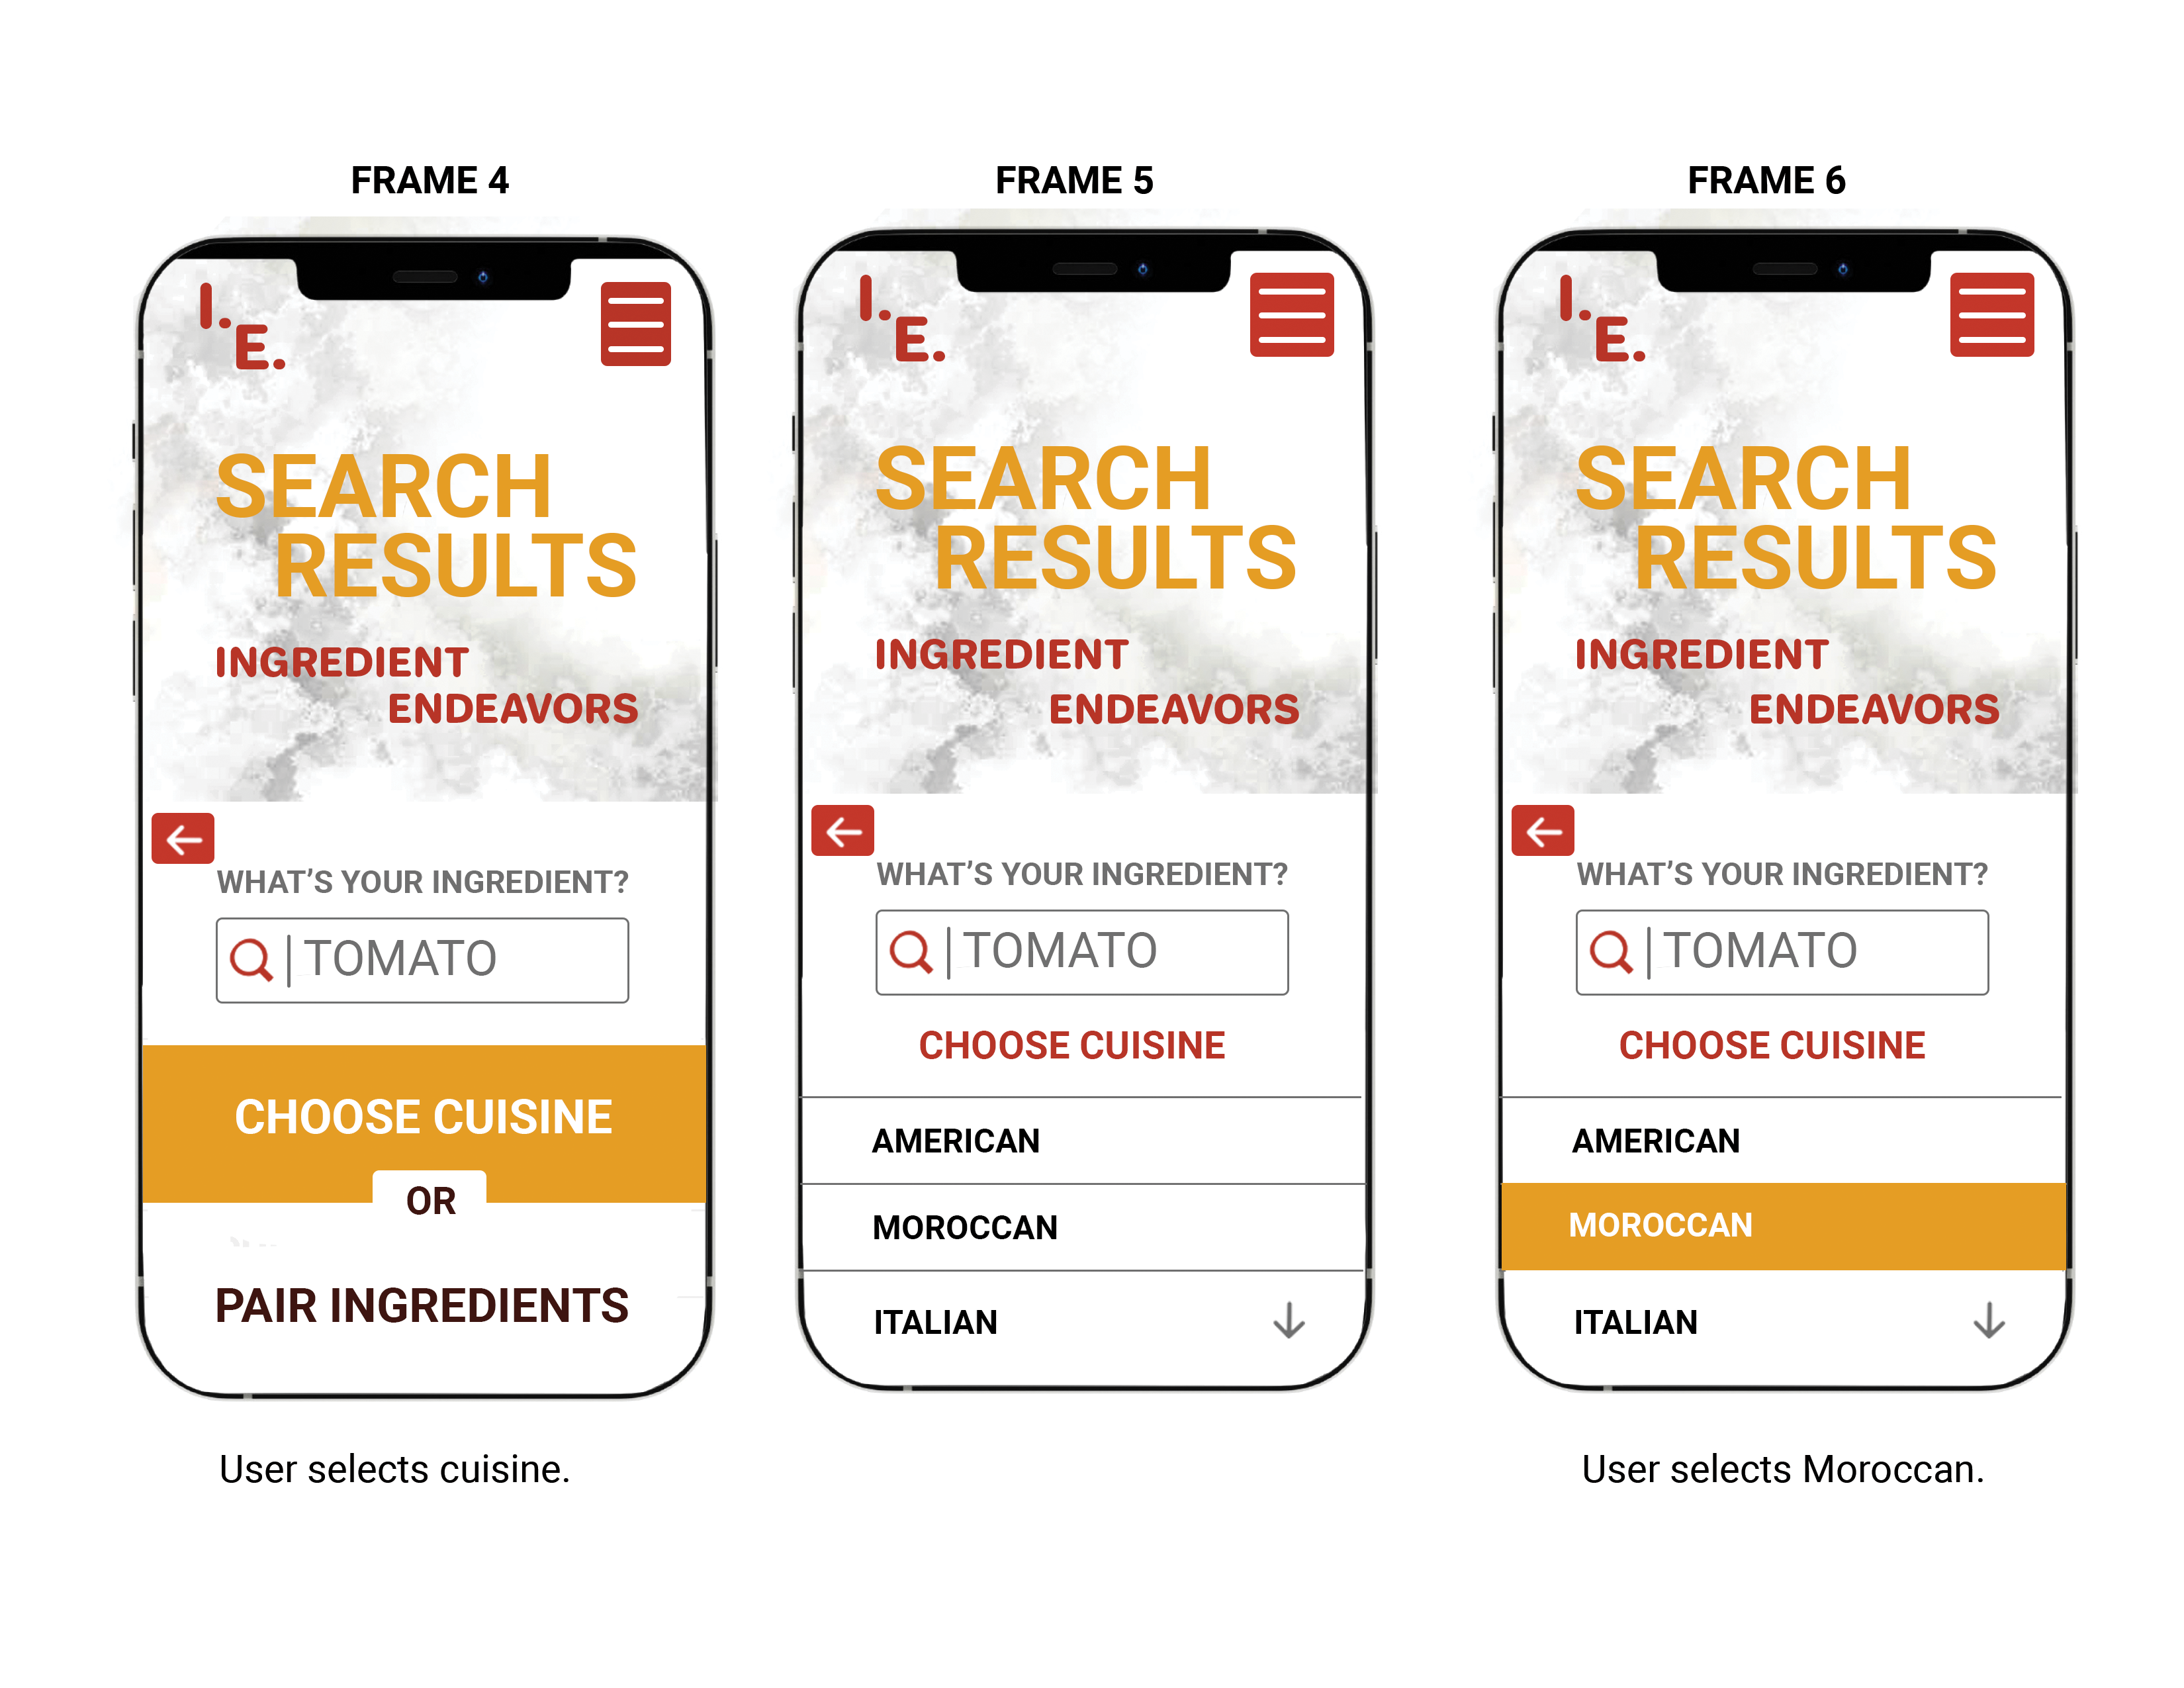 FRAME 4
I.
E.
SEARCH
RESULTS
INGREDIENT
ENDEAVORS
WHAT’S YOUR INGREDIENT?
TOMATO
CHOOSE CUISINE
OR
PAIR INGREDIENTS
User selects cuisine.
FRAME 5
I.
E.
SEARCH
RESULTS
INGREDIENT
ENDEAVORS
WHAT’S YOUR INGREDIENT?
TOMATO
CHOOSE CUISINE
AMERICAN
MOROCCAN
ITALIAN
FRAME 6
I.
E.
SEARCH
RESULTS
INGREDIENT
ENDEAVORS
WHAT’S YOUR INGREDIENT?
TOMATO
CHOOSE CUISINE
AMERICAN
MOROCCAN
ITALIAN
User selects Moroccan.